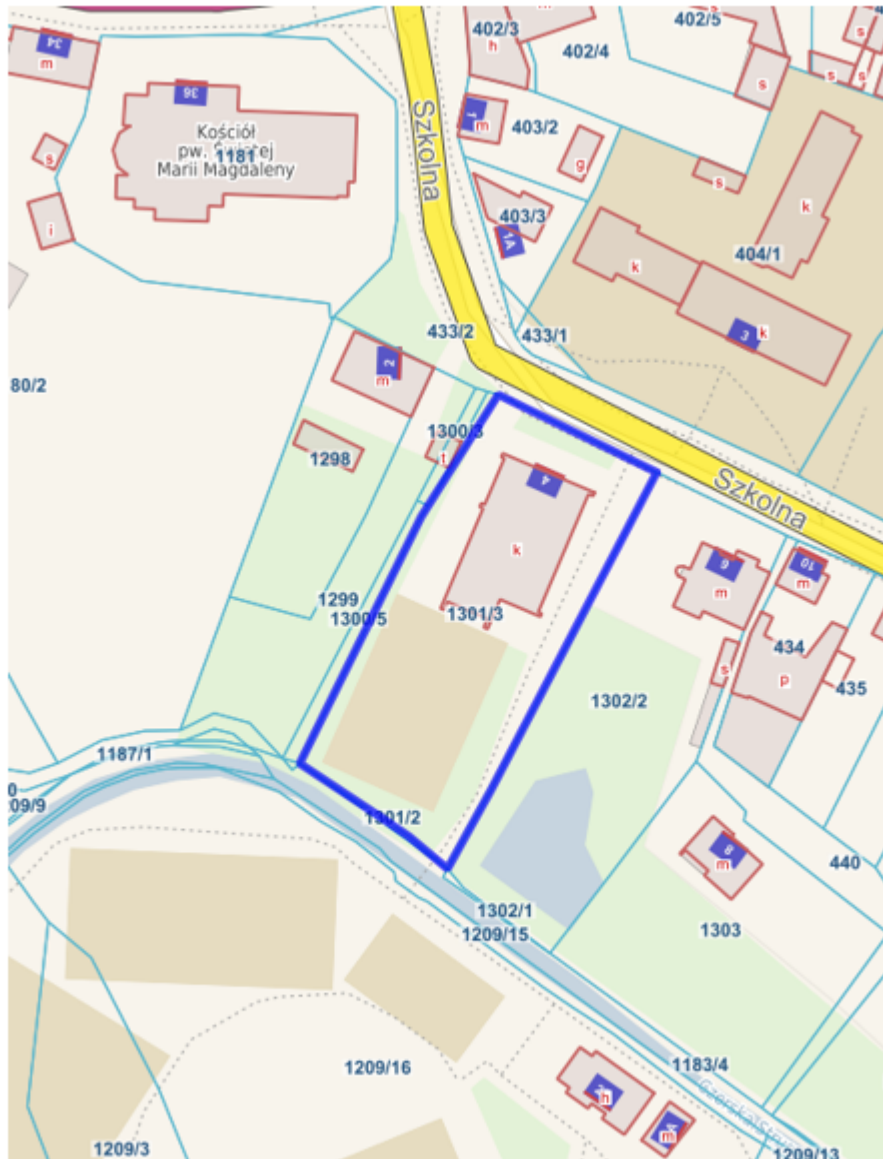 402/3
h
402/4
402/5
s
s
s
s
s
34
m
36
Kościół
pw. Świętej
1181
Marii Magdaleny
s
i
Szkolna
1
m
403/2
g
s
k
403/3
1A
404/1
k
3
k
433/2
433/1
80/2
2
m
1300/3
t
1298
4
k
Szkolna
6
m
10
m
1299
1300/5
1301/3
434
s
p
435
1302/2
1187/1
209/9
1301/2
8
m
440
1302/1
1209/15
1303
1209/16
1183/4
h
m
1209/3
1209/13